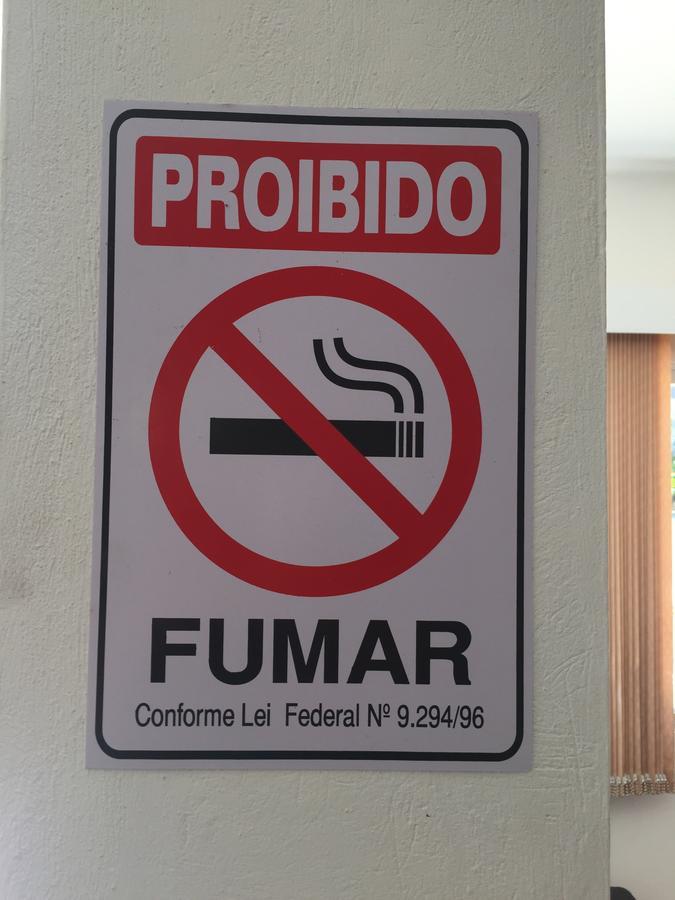 PROIBIDO
FUMAR
Conforme Lei Federal Nº 9.294/96